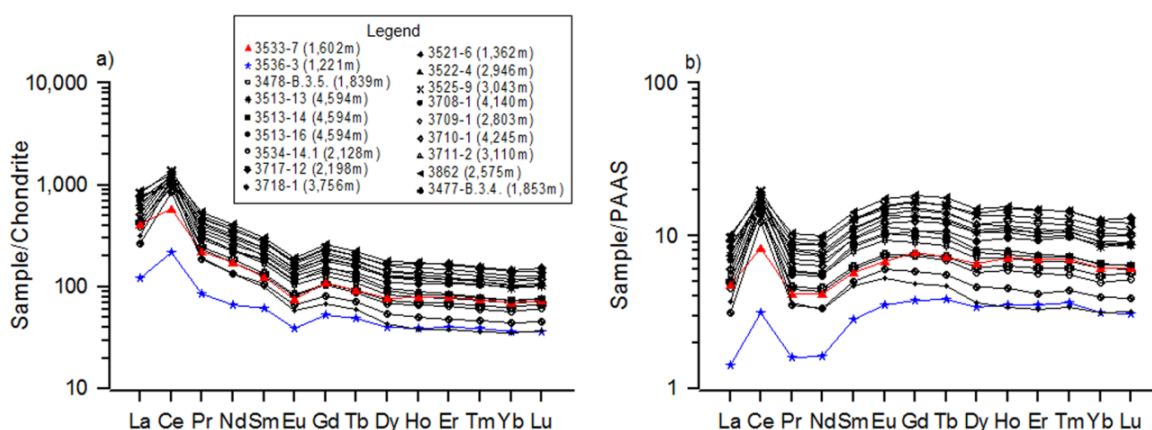 Legend
3533-7 (1,602m)
3536-3 (1,221m)
3478-B.3.5. (1,839m)
3513-13 (4,594m)
3513-14 (4,594m)
3513-16 (4,594m)
3534-14.1 (2,128m)
3717-12 (2,198m)
3718-1 (3,756m)
3521-6 (1,362m)
3522-4 (2,946m)
3525-9 (3,043m)
3708-1 (4,140m)
3709-1 (2,803m)
3710-1 (4,245m)
3711-2 (3,110m)
3862 (2,575m)
3477-B.3.4. (1,853m)
a)
Sample/Chondrite
10,000
1,000
100
10
La Ce Pr Nd Sm Eu Gd Tb Dy Ho Er Tm Yb Lu
b)
Sample/PAAS
100
10
1
La Ce Pr Nd Sm Eu Gd Tb Dy Ho Er Tm Yb Lu